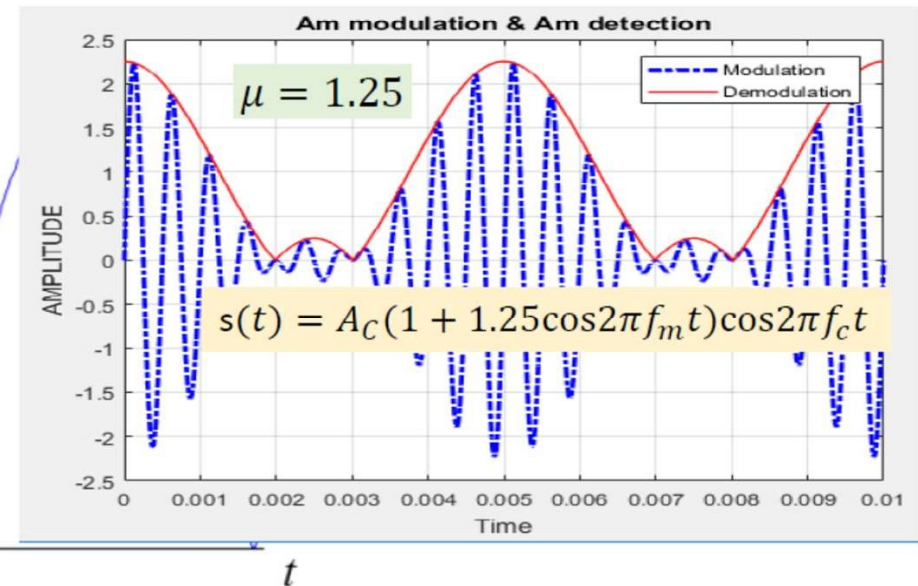 Am modulation & Am detection
2.5
2
1.5
1
0.5
0
-0.5
-1
-1.5
-2
-2.5
AMPLITUDE
μ = 1.25
Modulation
Demodulation
s(t) = A_C(1 + 1.25cos2πf_mt)cos2πf_ct
0 0.001 0.002 0.003 0.004 0.005 0.006 0.007 0.008 0.009 0.01
Time
t